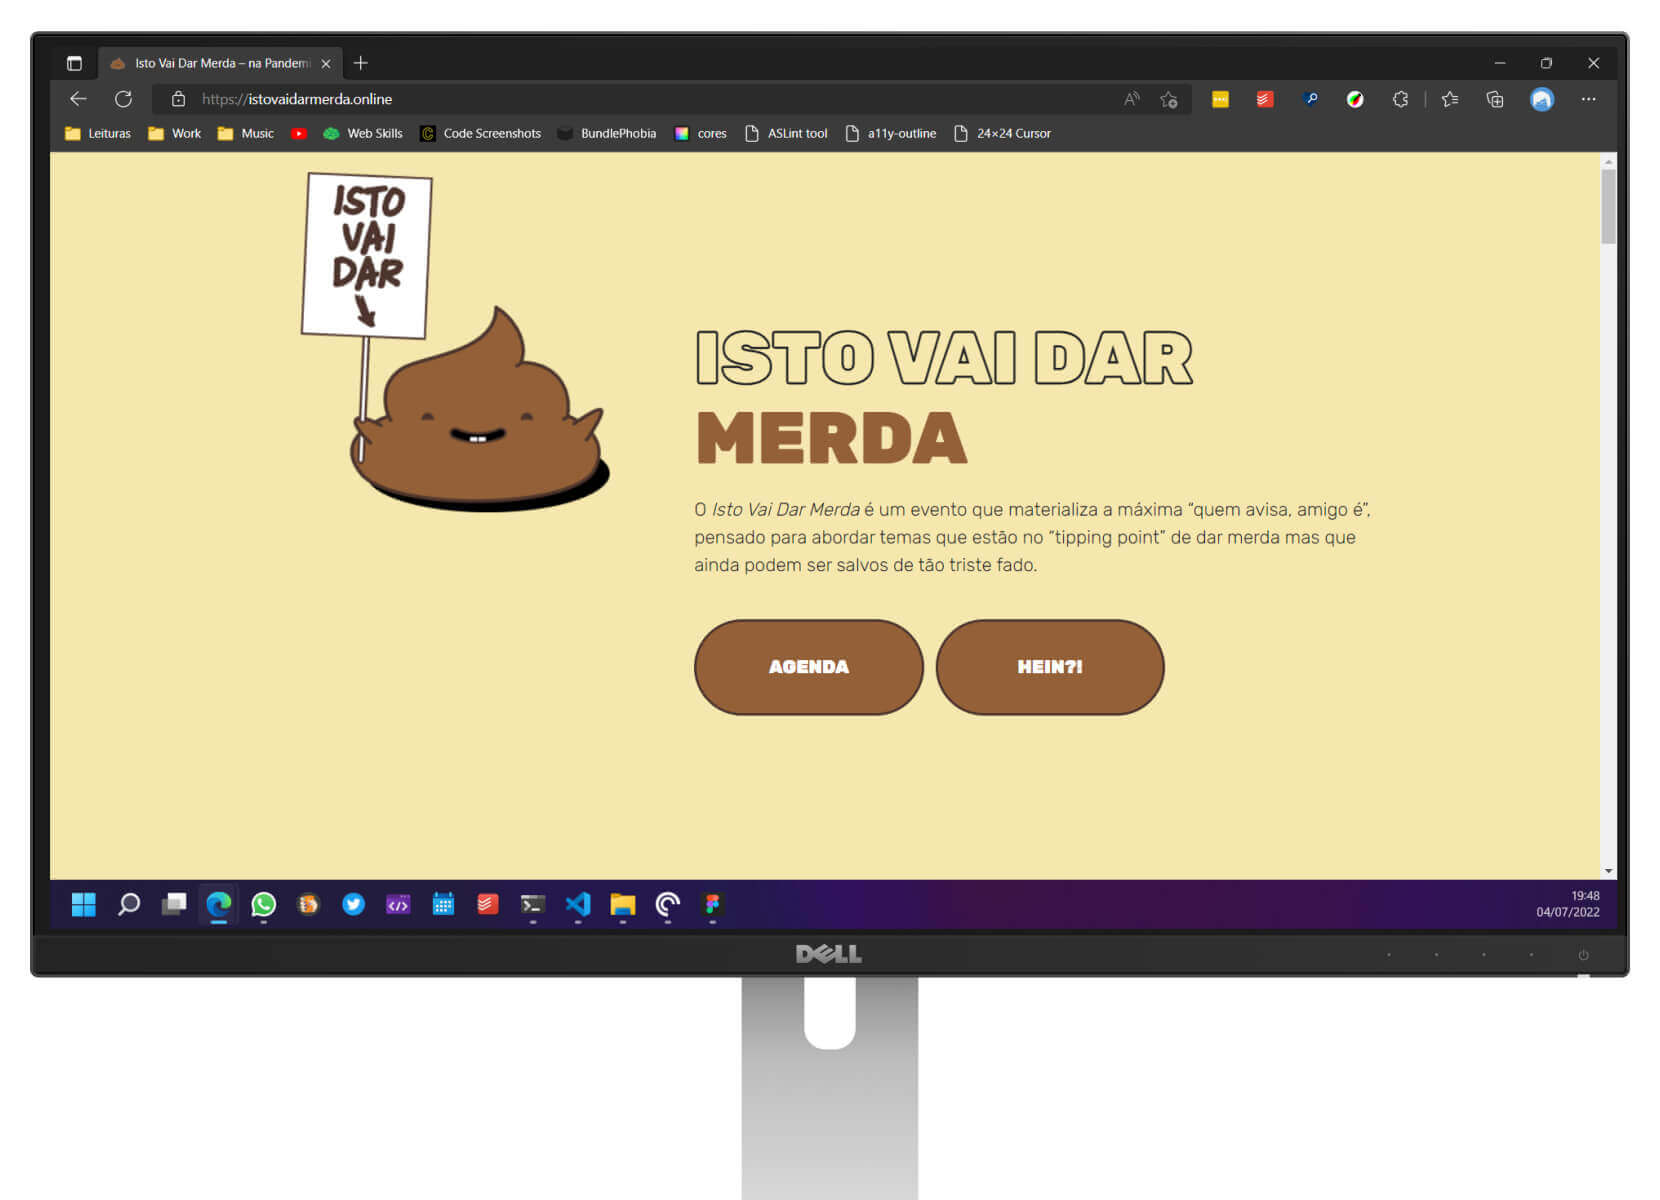 Isto Vai Dar Merda – na Pandemi
https://istovaidarmerda.online
Leituras Work Music Web Skills Code Screenshots BundlePhobia cores ASLint tool a11y-outline 24×24 Cursor
ISTO
VAI
DAR
ISTO VAI DAR
MERDA
O Isto Vai Dar Merda é um evento que materializa a máxima “quem avisa, amigo é”,
pensado para abordar temas que estão no “tipping point” de dar merda mas que
ainda podem ser salvos de tão triste fado.
AGENDA HEIN?!
19:48
04/07/2022
DELL